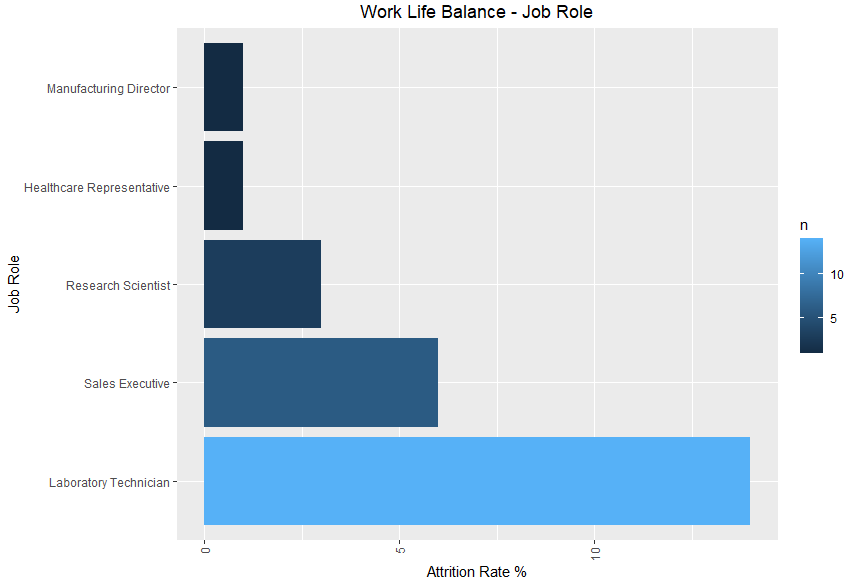 Work Life Balance - Job Role
Job Role
Manufacturing Director
Healthcare Representative
Research Scientist
Sales Executive
Laboratory Technician
0
5
10
Attrition Rate %
n
10
5